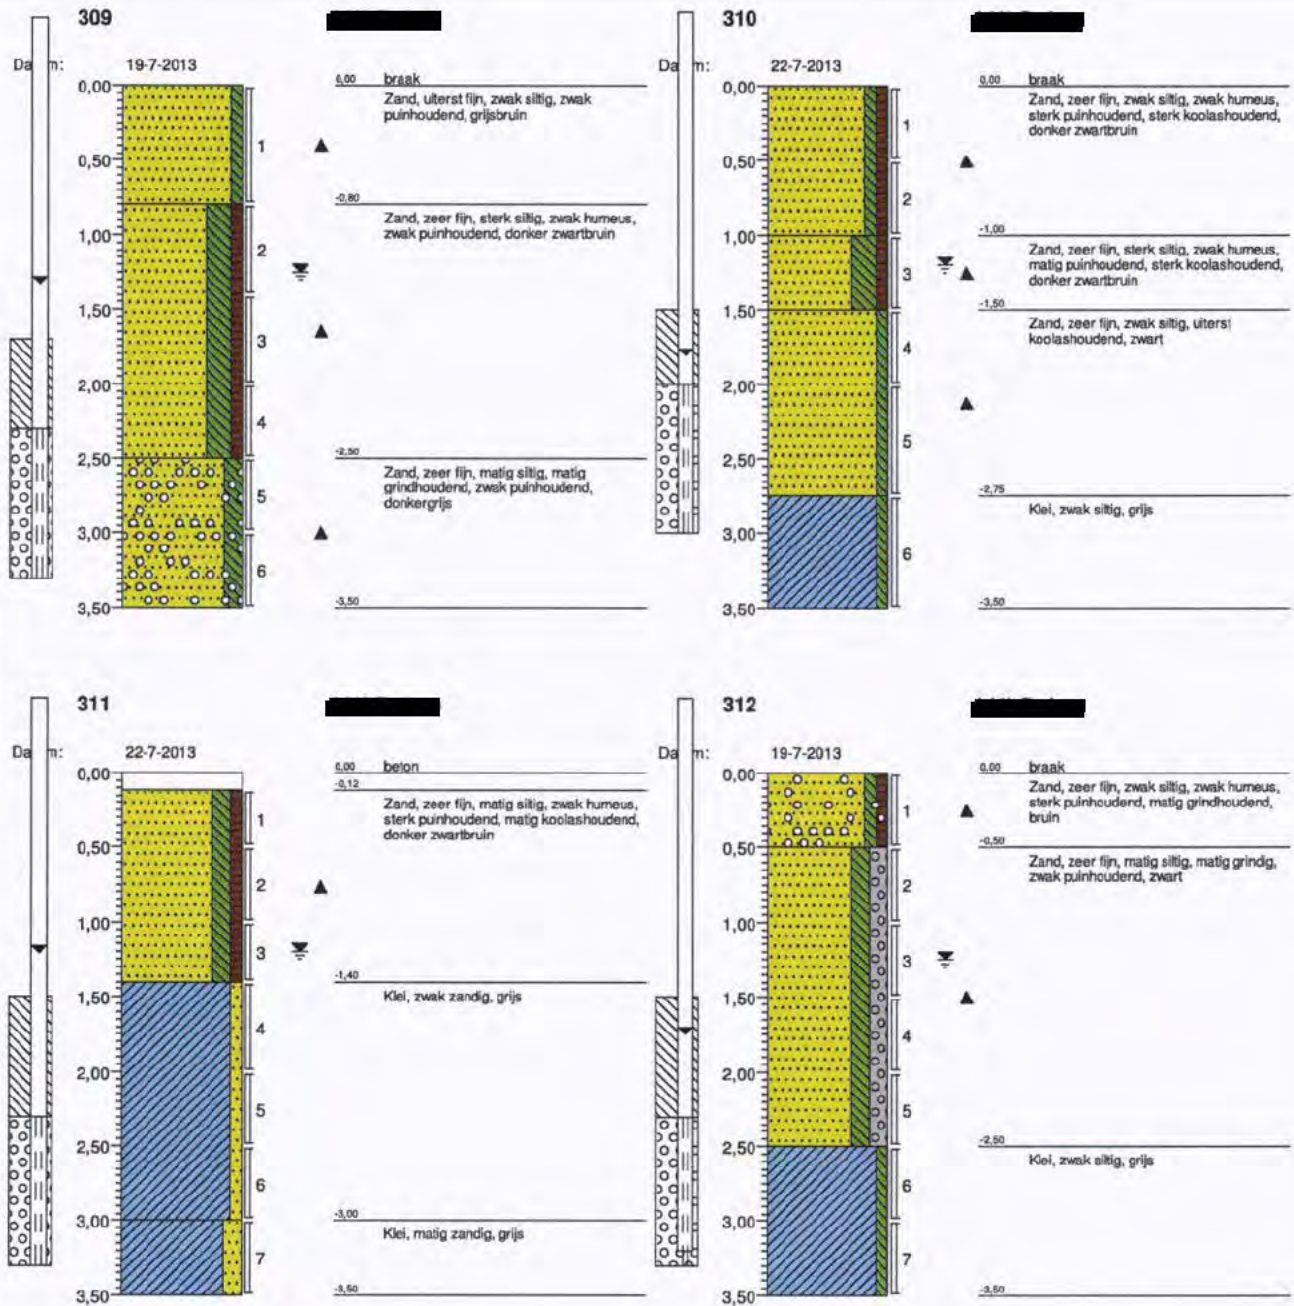 309
Datum: 19-7-2013
0,00 braak
Zand, uiterst fijn, zwak siltig, zwak
puinhoudend, grijsbruin
-0,80
Zand, zeer fijn, sterk siltig, zwak humeus,
zwak puinhoudend, donker zwartbruin
-2,50
Zand, zeer fijn, matig siltig, matig
grindhoudend, zwak puinhoudend,
donkergrijs
-3,50
0,00
0,50
1,00
1,50
2,00
2,50
3,00
3,50
1
2
3
4
5
6
310
Datum: 22-7-2013
0,00 braak
Zand, zeer fijn, zwak siltig, zwak humeus,
sterk puinhoudend, sterk koolashoudend,
donker zwartbruin
-1,00
Zand, zeer fijn, sterk siltig, zwak humeus,
matig puinhoudend, sterk koolashoudend,
donker zwartbruin
-1,50
Zand, zeer fijn, zwak siltig, uiterst
koolashoudend, zwart
-2,75
Klei, zwak siltig, grijs
-3,50
0,00
0,50
1,00
1,50
2,00
2,50
3,00
3,50
1
2
3
4
5
6
311
Datum: 22-7-2013
0,00 beton
-0,12
Zand, zeer fijn, matig siltig, zwak humeus,
sterk puinhoudend, matig koolashoudend,
donker zwartbruin
-1,40
Klei, zwak zandig, grijs
-3,00
Klei, matig zandig, grijs
-3,50
0,00
0,50
1,00
1,50
2,00
2,50
3,00
3,50
1
2
3
4
5
6
7
312
Datum: 19-7-2013
0,00 braak
Zand, zeer fijn, zwak siltig, zwak humeus,
sterk puinhoudend, matig grindhoudend,
bruin
-0,50
Zand, zeer fijn, matig siltig, matig grindig,
zwak puinhoudend, zwart
-2,50
Klei, zwak siltig, grijs
-3,50
0,00
0,50
1,00
1,50
2,00
2,50
3,00
3,50
1
2
3
4
5
6
7